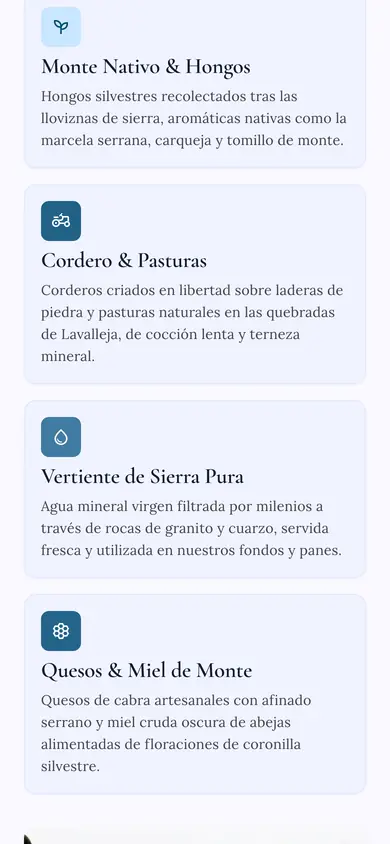 Monte Nativo & Hongos
Hongos silvestres recolectados tras las
lloviznas de sierra, aromáticas nativas como la
marcela serrana, carqueja y tomillo de monte.
Cordero & Pasturas
Corderos criados en libertad sobre laderas de
piedra y pasturas naturales en las quebradas
de Lavalleja, de cocción lenta y terneza
mineral.
Vertiente de Sierra Pura
Agua mineral virgen filtrada por milenios a
través de rocas de granito y cuarzo, servida
fresca y utilizada en nuestros fondos y panes.
Quesos & Miel de Monte
Quesos de cabra artesanales con afinado
serrano y miel cruda oscura de abejas
alimentadas de floraciones de coronilla
silvestre.